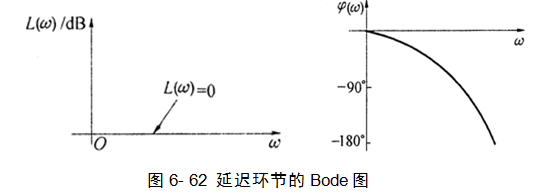 L(ω)/dB
L(ω)=0
O
ω
φ(ω)
ω
-90°
-180°
图 6- 62 延迟环节的 Bode 图